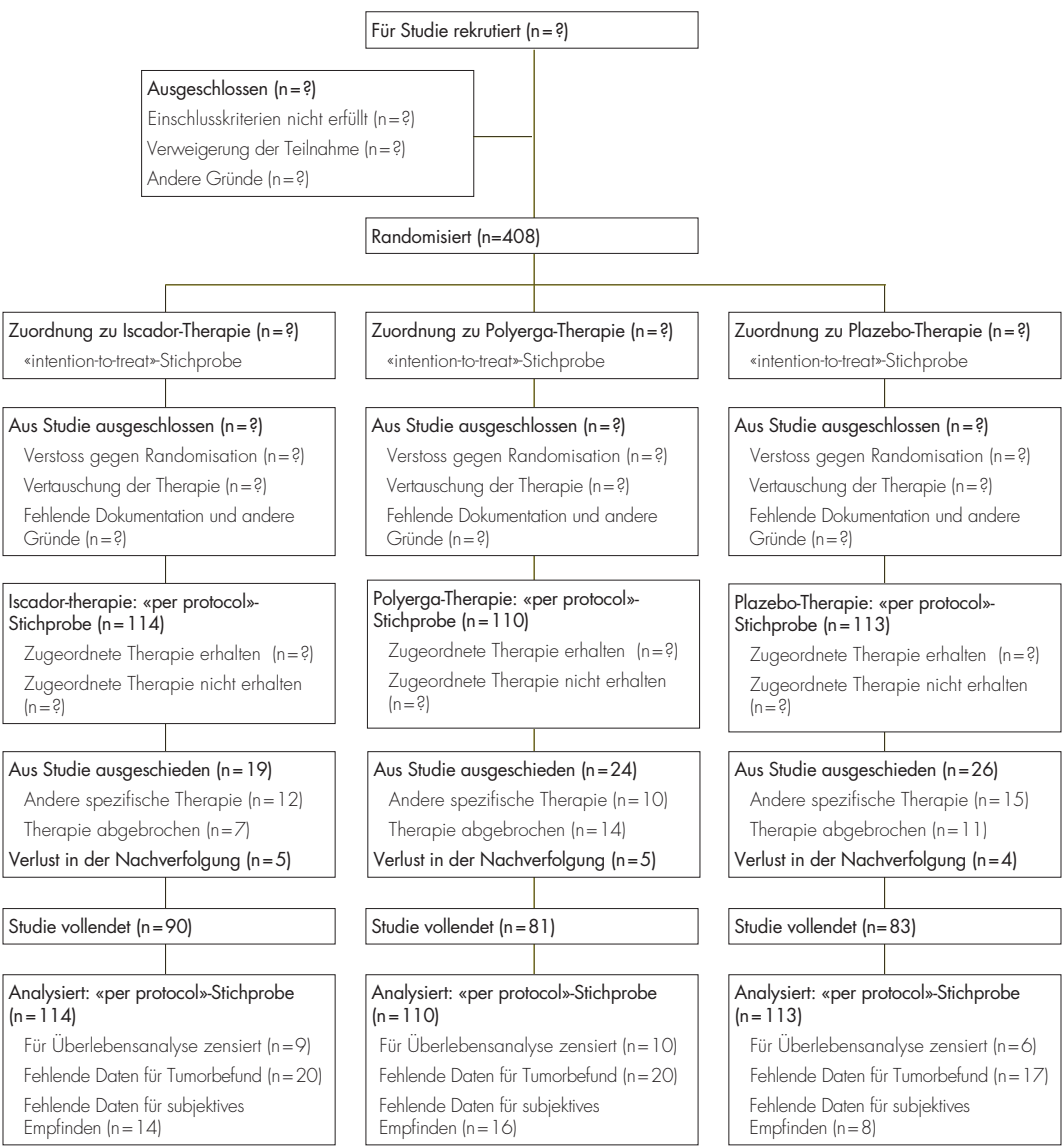 Für Studie rekrutiert (n=?)
Ausgeschlossen (n=?)
Einschlusskriterien nicht erfüllt (n=?)
Verweigerung der Teilnahme (n=?)
Andere Gründe (n=?)
Randomisiert (n=408)
Zuordnung zu Iscador-Therapie (n=?)
«intention-to-treat»-Stichprobe
Aus Studie ausgeschlossen (n=?)
Verstoss gegen Randomisation (n=?)
Vertauschung der Therapie (n=?)
Fehlende Dokumentation und andere
Gründe (n=?)
Iscador-therapie: «per protocol»-
Stichprobe (n=114)
Zugeordnete Therapie erhalten (n=?)
Zugeordnete Therapie nicht erhalten
(n=?)
Aus Studie ausgeschieden (n=19)
Andere spezifische Therapie (n=12)
Therapie abgebrochen (n=7)
Verlust in der Nachverfolgung (n=5)
Studie vollendet (n=90)
Analysiert: «per protocol»-Stichprobe
(n=114)
Für Überlebensanalyse zensiert (n=9)
Fehlende Daten für Tumorbefund (n=20)
Fehlende Daten für subjektives
Empfinden (n=14)
Zuordnung zu Polyerga-Therapie (n=?)
«intention-to-treat»-Stichprobe
Aus Studie ausgeschlossen (n=?)
Verstoss gegen Randomisation (n=?)
Vertauschung der Therapie (n=?)
Fehlende Dokumentation und andere
Gründe (n=?)
Polyerga-Therapie: «per protocol»-
Stichprobe (n=110)
Zugeordnete Therapie erhalten (n=?)
Zugeordnete Therapie nicht erhalten
(n=?)
Aus Studie ausgeschieden (n=24)
Andere spezifische Therapie (n=10)
Therapie abgebrochen (n=14)
Verlust in der Nachverfolgung (n=5)
Studie vollendet (n=81)
Analysiert: «per protocol»-Stichprobe
(n=110)
Für Überlebensanalyse zensiert (n=10)
Fehlende Daten für Tumorbefund (n=20)
Fehlende Daten für subjektives
Empfinden (n=16)
Zuordnung zu Plazebo-Therapie (n=?)
«intention-to-treat»-Stichprobe
Aus Studie ausgeschlossen (n=?)
Verstoss gegen Randomisation (n=?)
Vertauschung der Therapie (n=?)
Fehlende Dokumentation und andere
Gründe (n=?)
Plazebo-Therapie: «per protocol»-
Stichprobe (n=113)
Zugeordnete Therapie erhalten (n=?)
Zugeordnete Therapie nicht erhalten
(n=?)
Aus Studie ausgeschieden (n=26)
Andere spezifische Therapie (n=15)
Therapie abgebrochen (n=11)
Verlust in der Nachverfolgung (n=4)
Studie vollendet (n=83)
Analysiert: «per protocol»-Stichprobe
(n=113)
Für Überlebensanalyse zensiert (n=6)
Fehlende Daten für Tumorbefund (n=17)
Fehlende Daten für subjektives
Empfinden (n=8)